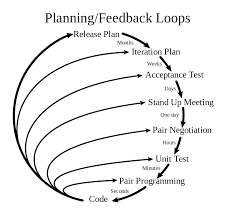 Planning/Feedback Loops
Release Plan
Months
Iteration Plan
Weeks
Acceptance Test
Days
Stand Up Meeting
One day
Pair Negotiation
Hours
Unit Test
Minutes
Pair Programming
Seconds
Code